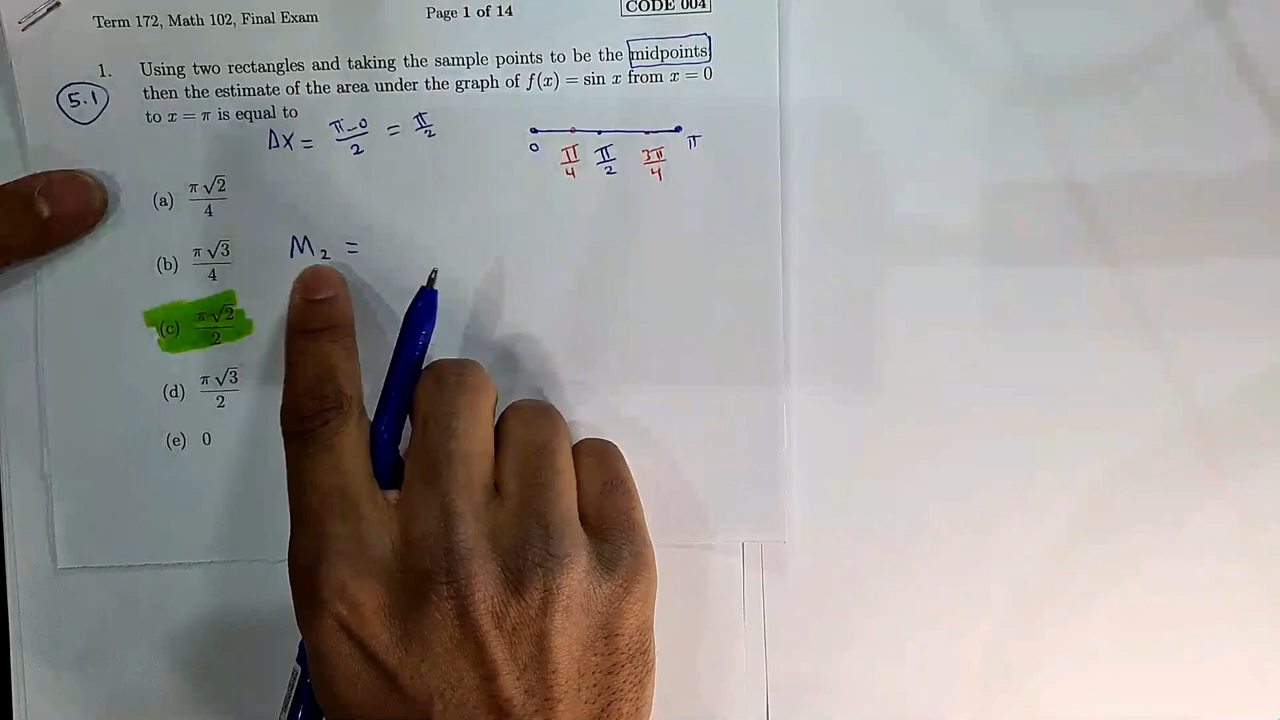 Term 172, Math 102, Final Exam Page 1 of 14 CODE 004
1. Using two rectangles and taking the sample points to be the midpoints
5.1 then the estimate of the area under the graph of f(x) = sin x from x = 0
to x = π is equal to
Δx = (π-0)/2 = π/2
0 π/4 π/2 3π/4 π
(a) π√2/4
M₂ =
(b) π√3/4
(c) π√2/2
(d) π√3/2
(e) 0